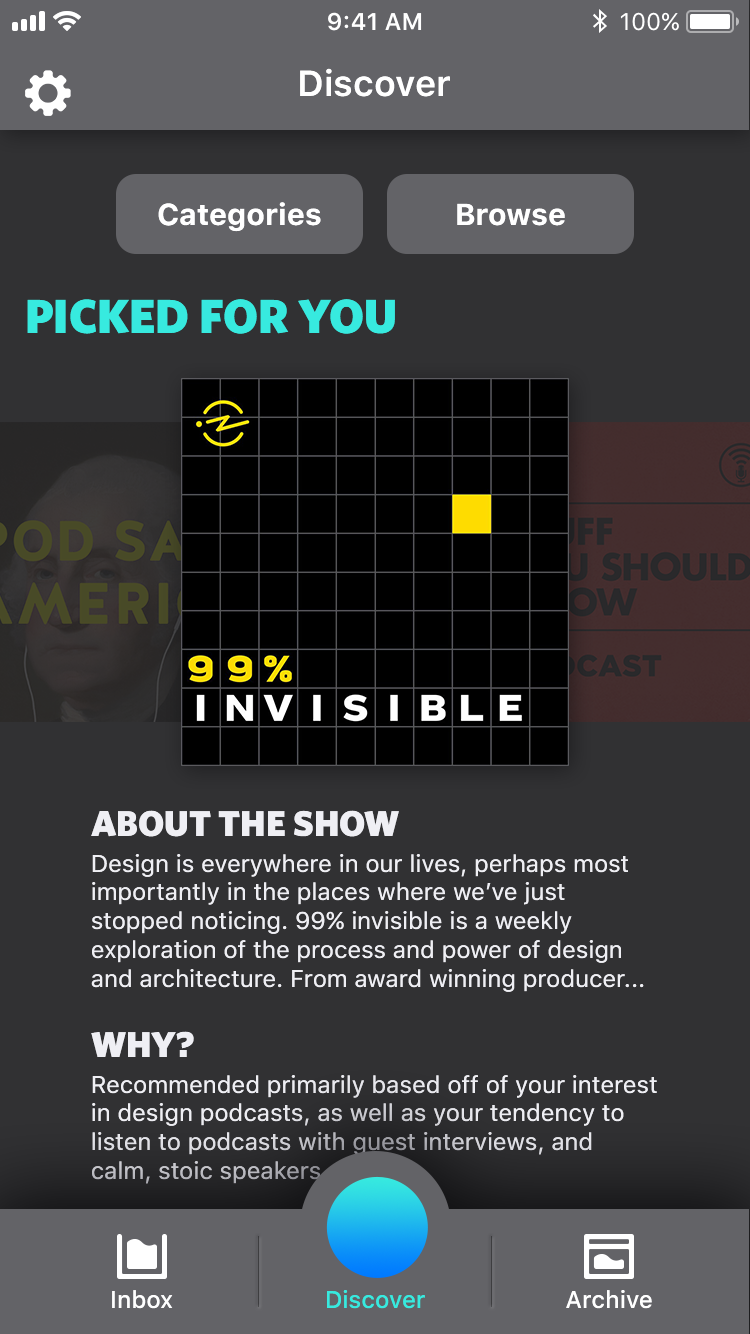 9:41 AM
100%
Discover
Categories
Browse
PICKED FOR YOU
POD SA
AMERI
99%
INVISIBLE
UFF
U SHOULD
OW
DCAST
ABOUT THE SHOW
Design is everywhere in our lives, perhaps most
importantly in the places where we’ve just
stopped noticing. 99% invisible is a weekly
exploration of the process and power of design
and architecture. From award winning producer...
WHY?
Recommended primarily based off of your interest
in design podcasts, as well as your tendency to
listen to podcasts with guest interviews, and
calm, stoic speakers
Inbox
Discover
Archive